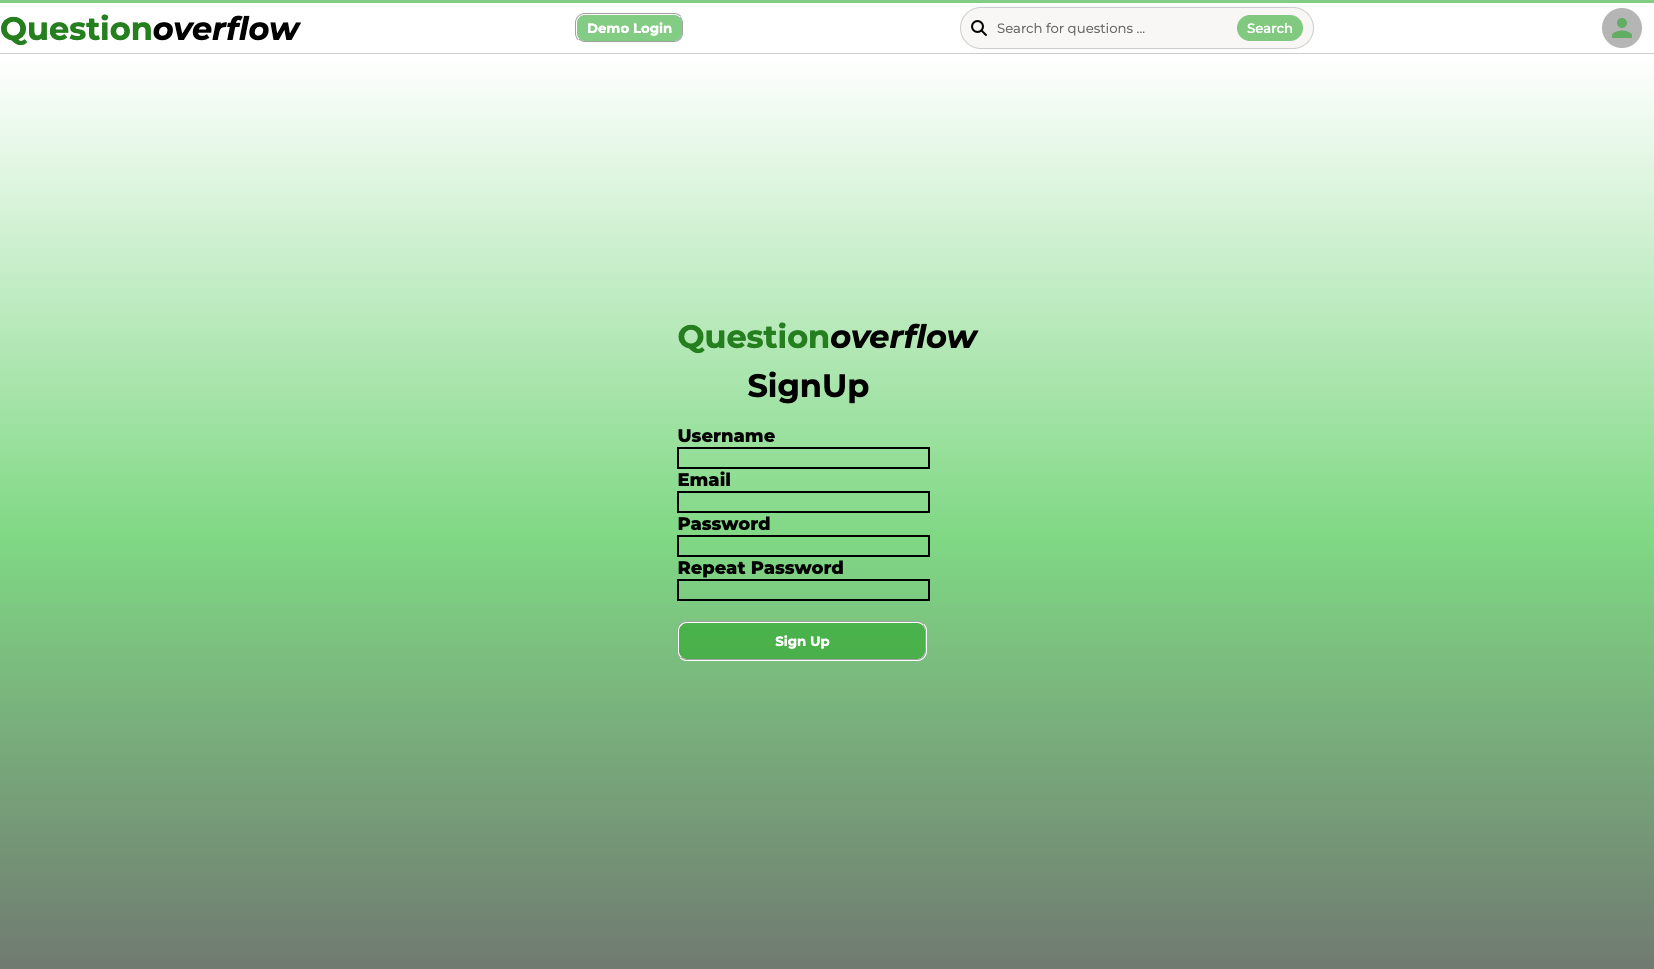 Questionoverflow
Demo Login
Search for questions ...
Search
Questionoverflow
SignUp
Username
Email
Password
Repeat Password
Sign Up